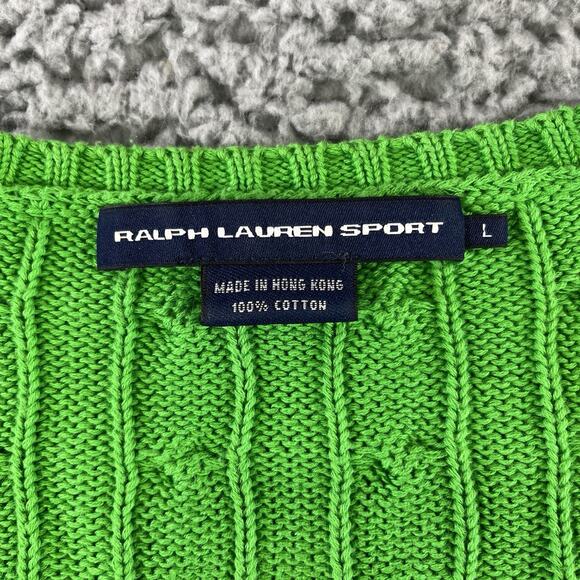 RALPH LAUREN SPORT
L
MADE IN HONG KONG
100% COTTON